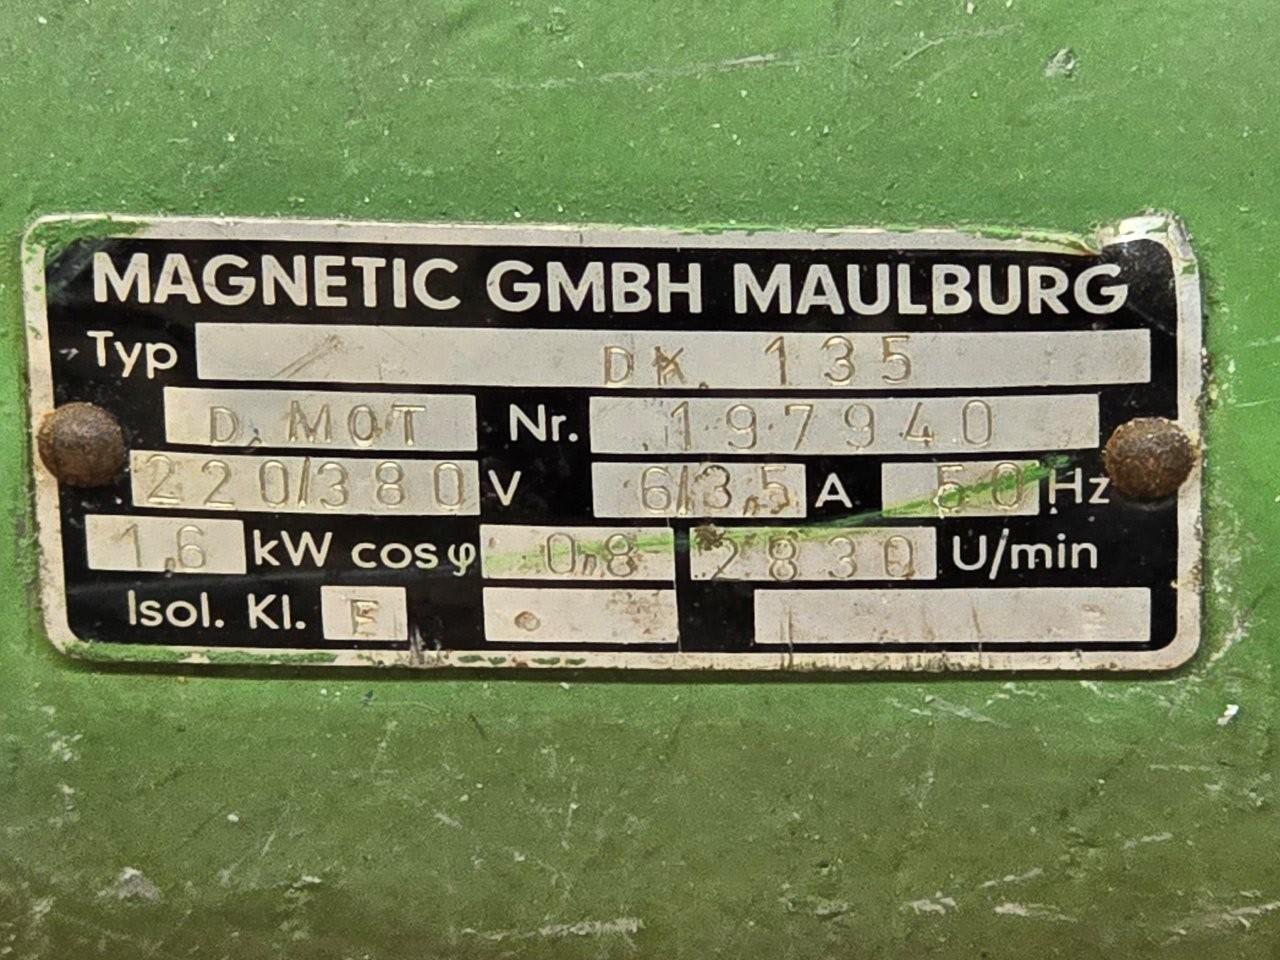 MAGNETIC GMBH MAULBURG
Typ DK. 135
D. MOT Nr. 197940
220/380 V 6/3,5 A 50 Hz
1,6 kW cosφ 0,8 2830 U/min
Isol. Kl. E